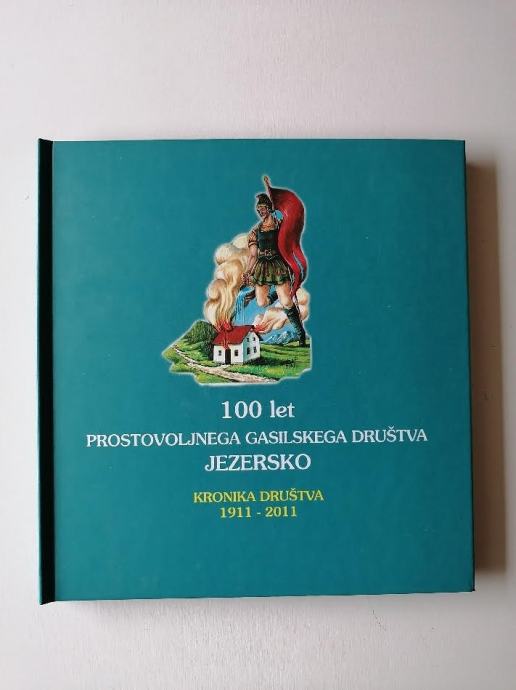 100 let
PROSTOVOLJNEGA GASILSKEGA DRUŠTVA
JEZERSKO
KRONIKA DRUŠTVA
1911 - 2011